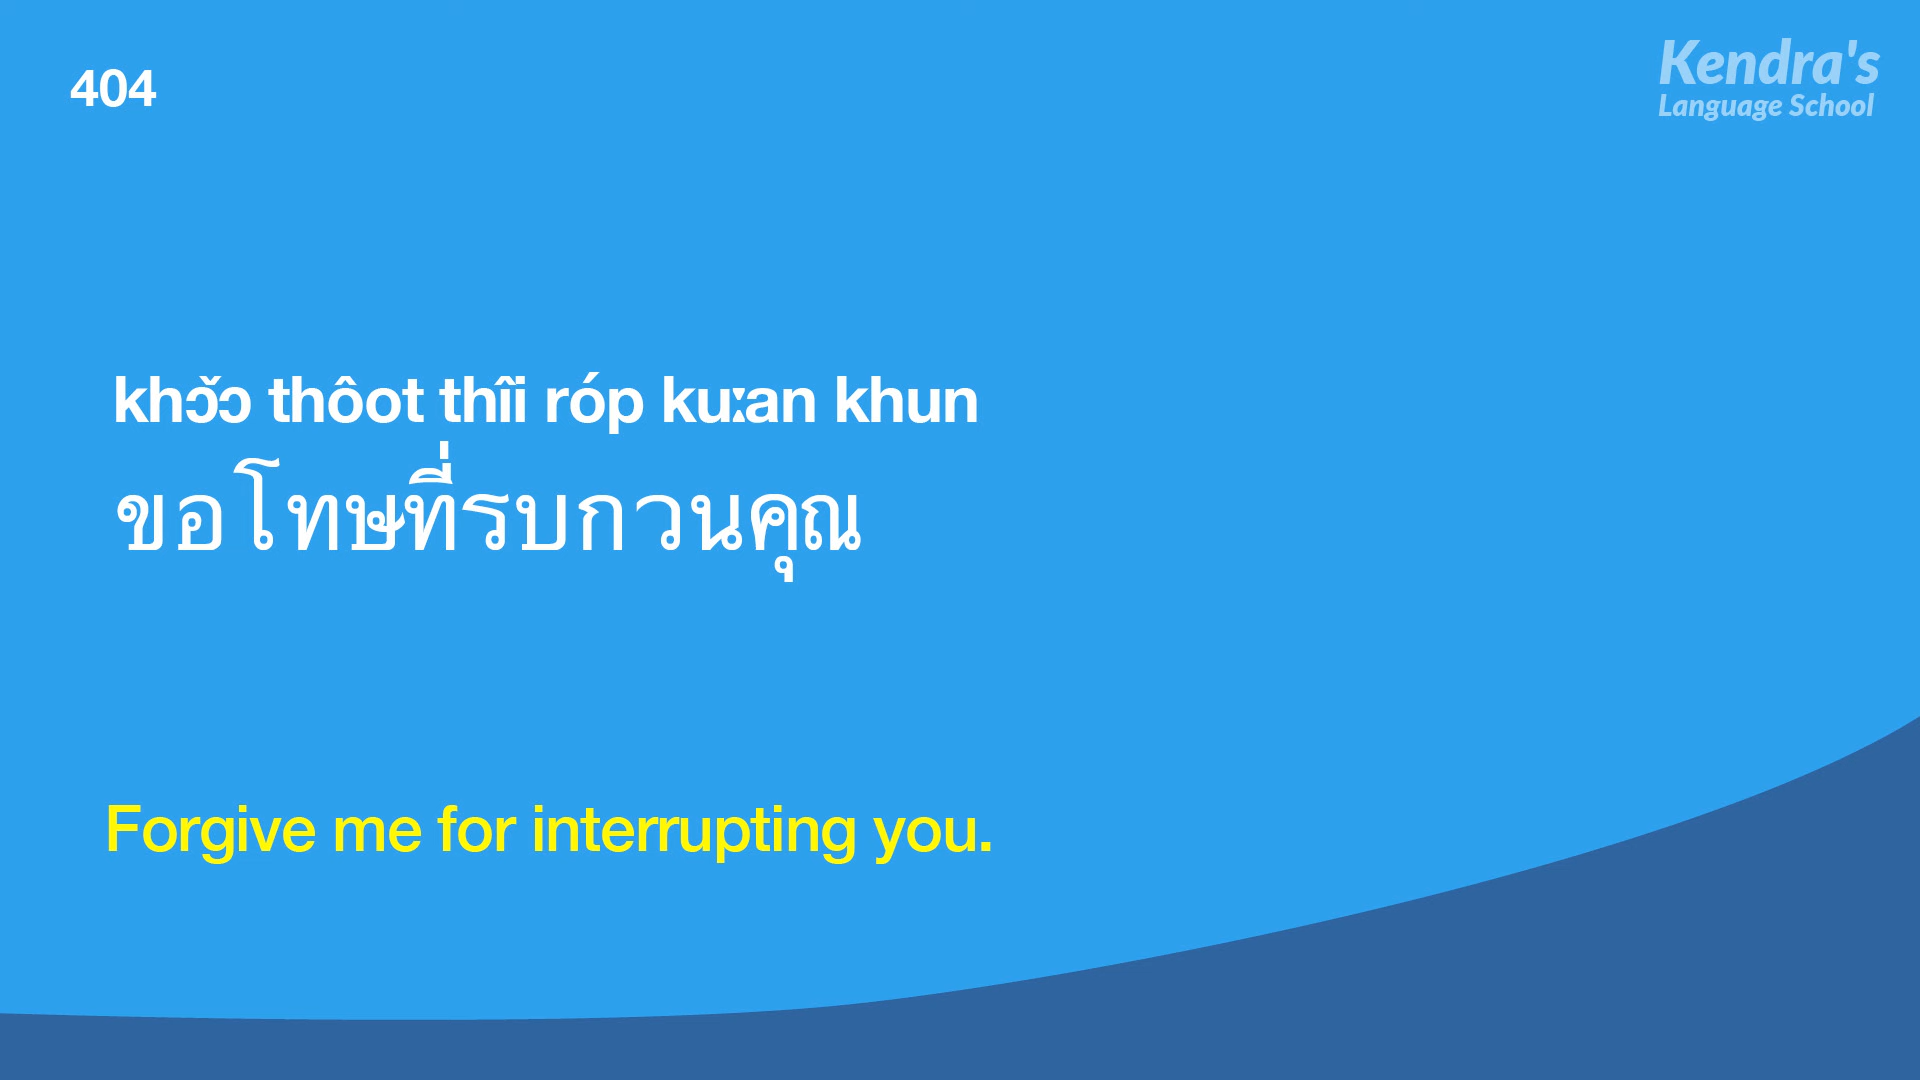 404
Kendra's
Language School
khɔ̌ɔ thôot thîi róp kuːan khun
ขอโทษที่รบกวนคุณ
Forgive me for interrupting you.